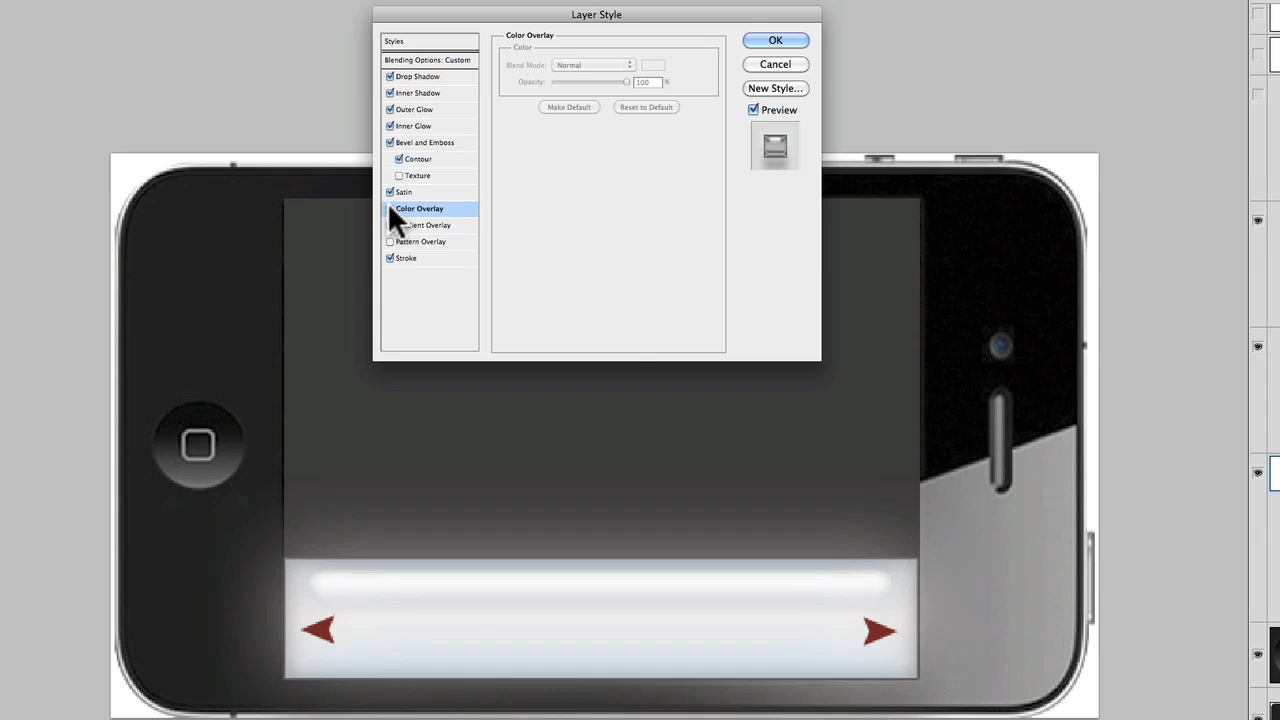 Layer Style
Styles
Blending Options: Custom
Drop Shadow
Inner Shadow
Outer Glow
Inner Glow
Bevel and Emboss
Contour
Texture
Satin
Color Overlay
ient Overlay
Pattern Overlay
Stroke
Color Overlay
Color
Blend Mode: Normal
Opacity: 100 %
Make Default Reset to Default
OK
Cancel
New Style...
Preview